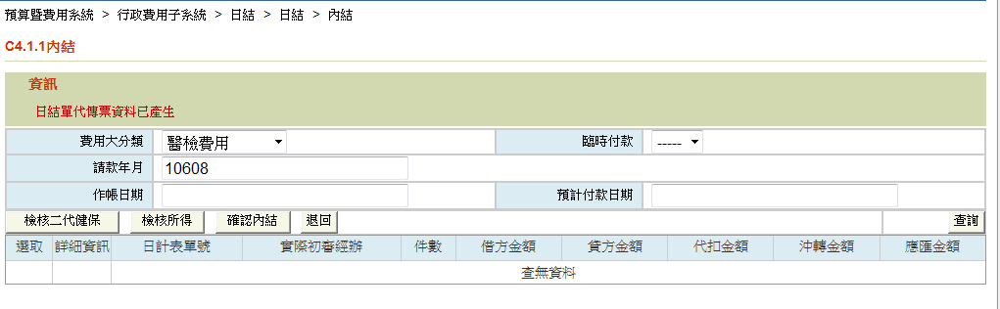 預算暨費用系統 > 行政費用子系統 > 日結 > 日結 > 內結
C4.1.1內結
資訊
日結單代傳票資料已產生
費用大分類 醫檢費用 臨時付款 -----
請款年月 10608
作帳日期 預計付款日期
檢核二代健保 檢核所得 確認內結 退回 查詢
選取 詳細資訊 日計表單號 實際初審經辦 件數 借方金額 貸方金額 代扣金額 沖轉金額 應匯金額
查無資料